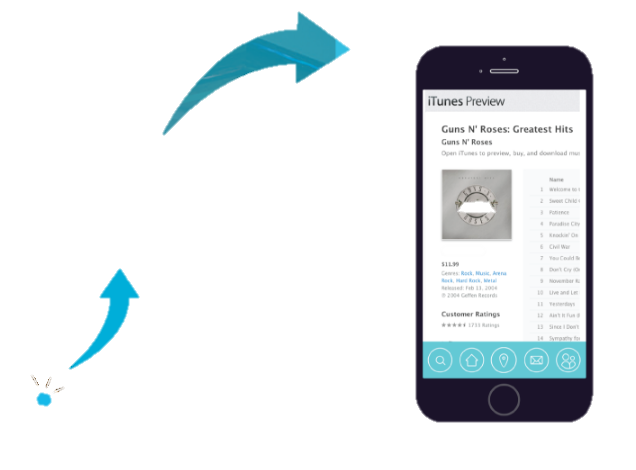 iTunes Preview
Guns N' Roses: Greatest Hits
Guns N' Roses
Open iTunes to preview, buy, and download mus
Name
1 Welcome to t
2 Sweet Child
3 Patience
4 Paradise City
5 Knockin' On
6 Civil War
7 You Could Be
8 Don't Cry (O
9 November Ra
10 Live and Let
11 Yesterdays
12 Ain't It Fun
13 Since I Don't
14 Sympathy fo
$11.99
Genres: Rock, Music, Arena
Rock, Hard Rock, Metal
Released: Feb 13, 2004
℗ 2004 Geffen Records
Customer Ratings
1733 Ratings